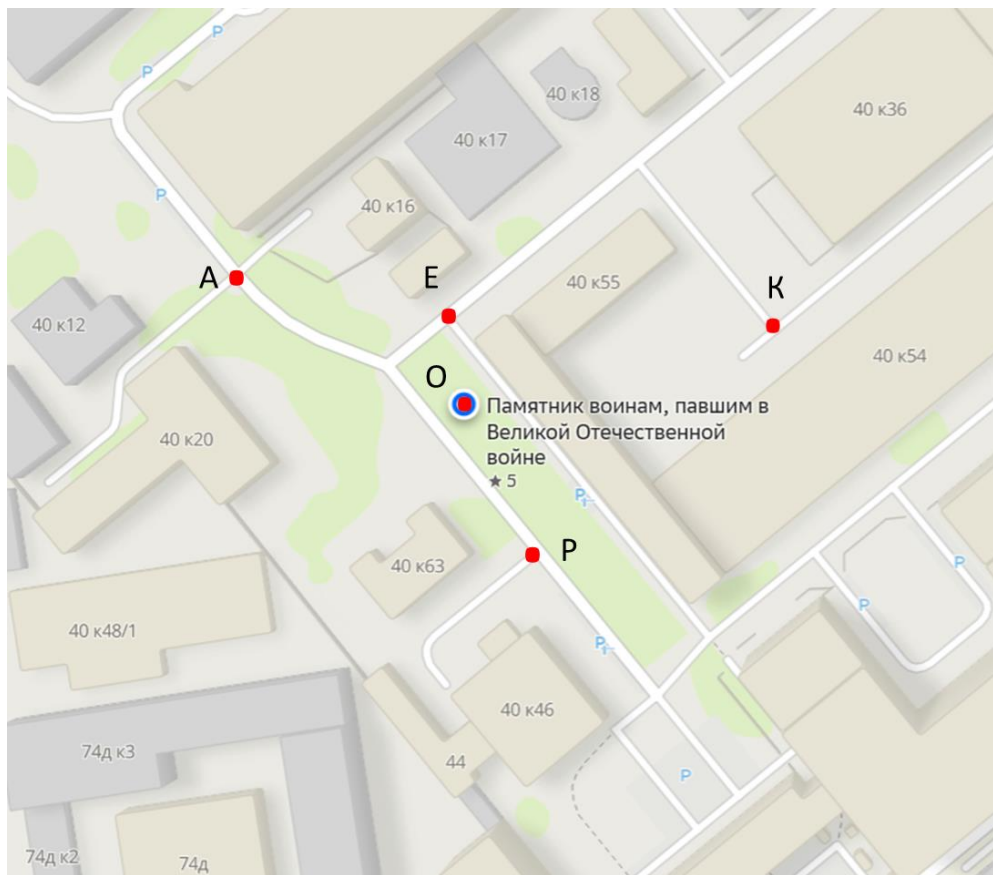 P
P
40 к18
40 к36
40 к17
P
40 к16
А
Е
К
40 к55
40 к12
40 к54
О
Памятник воинам, павшим в
Великой Отечественной
войне
★ 5
40 к20
P
Р
40 к63
P
P
40 к48/1
P
40 к46
74д к3
44
P
74д к2
74д